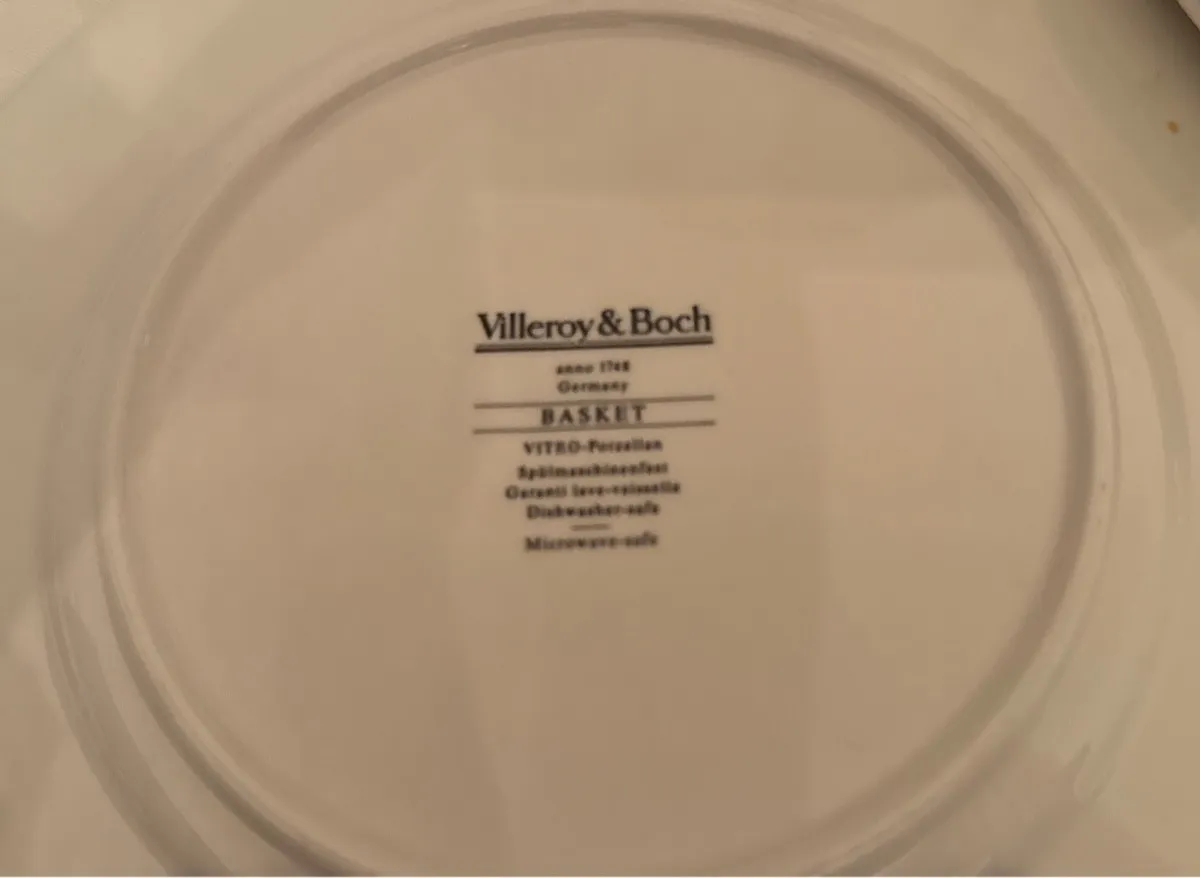 Villeroy & Boch
anno 1748
Germany
BASKET
VITRO-Porzellan
Spülmaschinenfest
Garanti lave-vaisselle
Dishwasher-safe
Microwave-safe